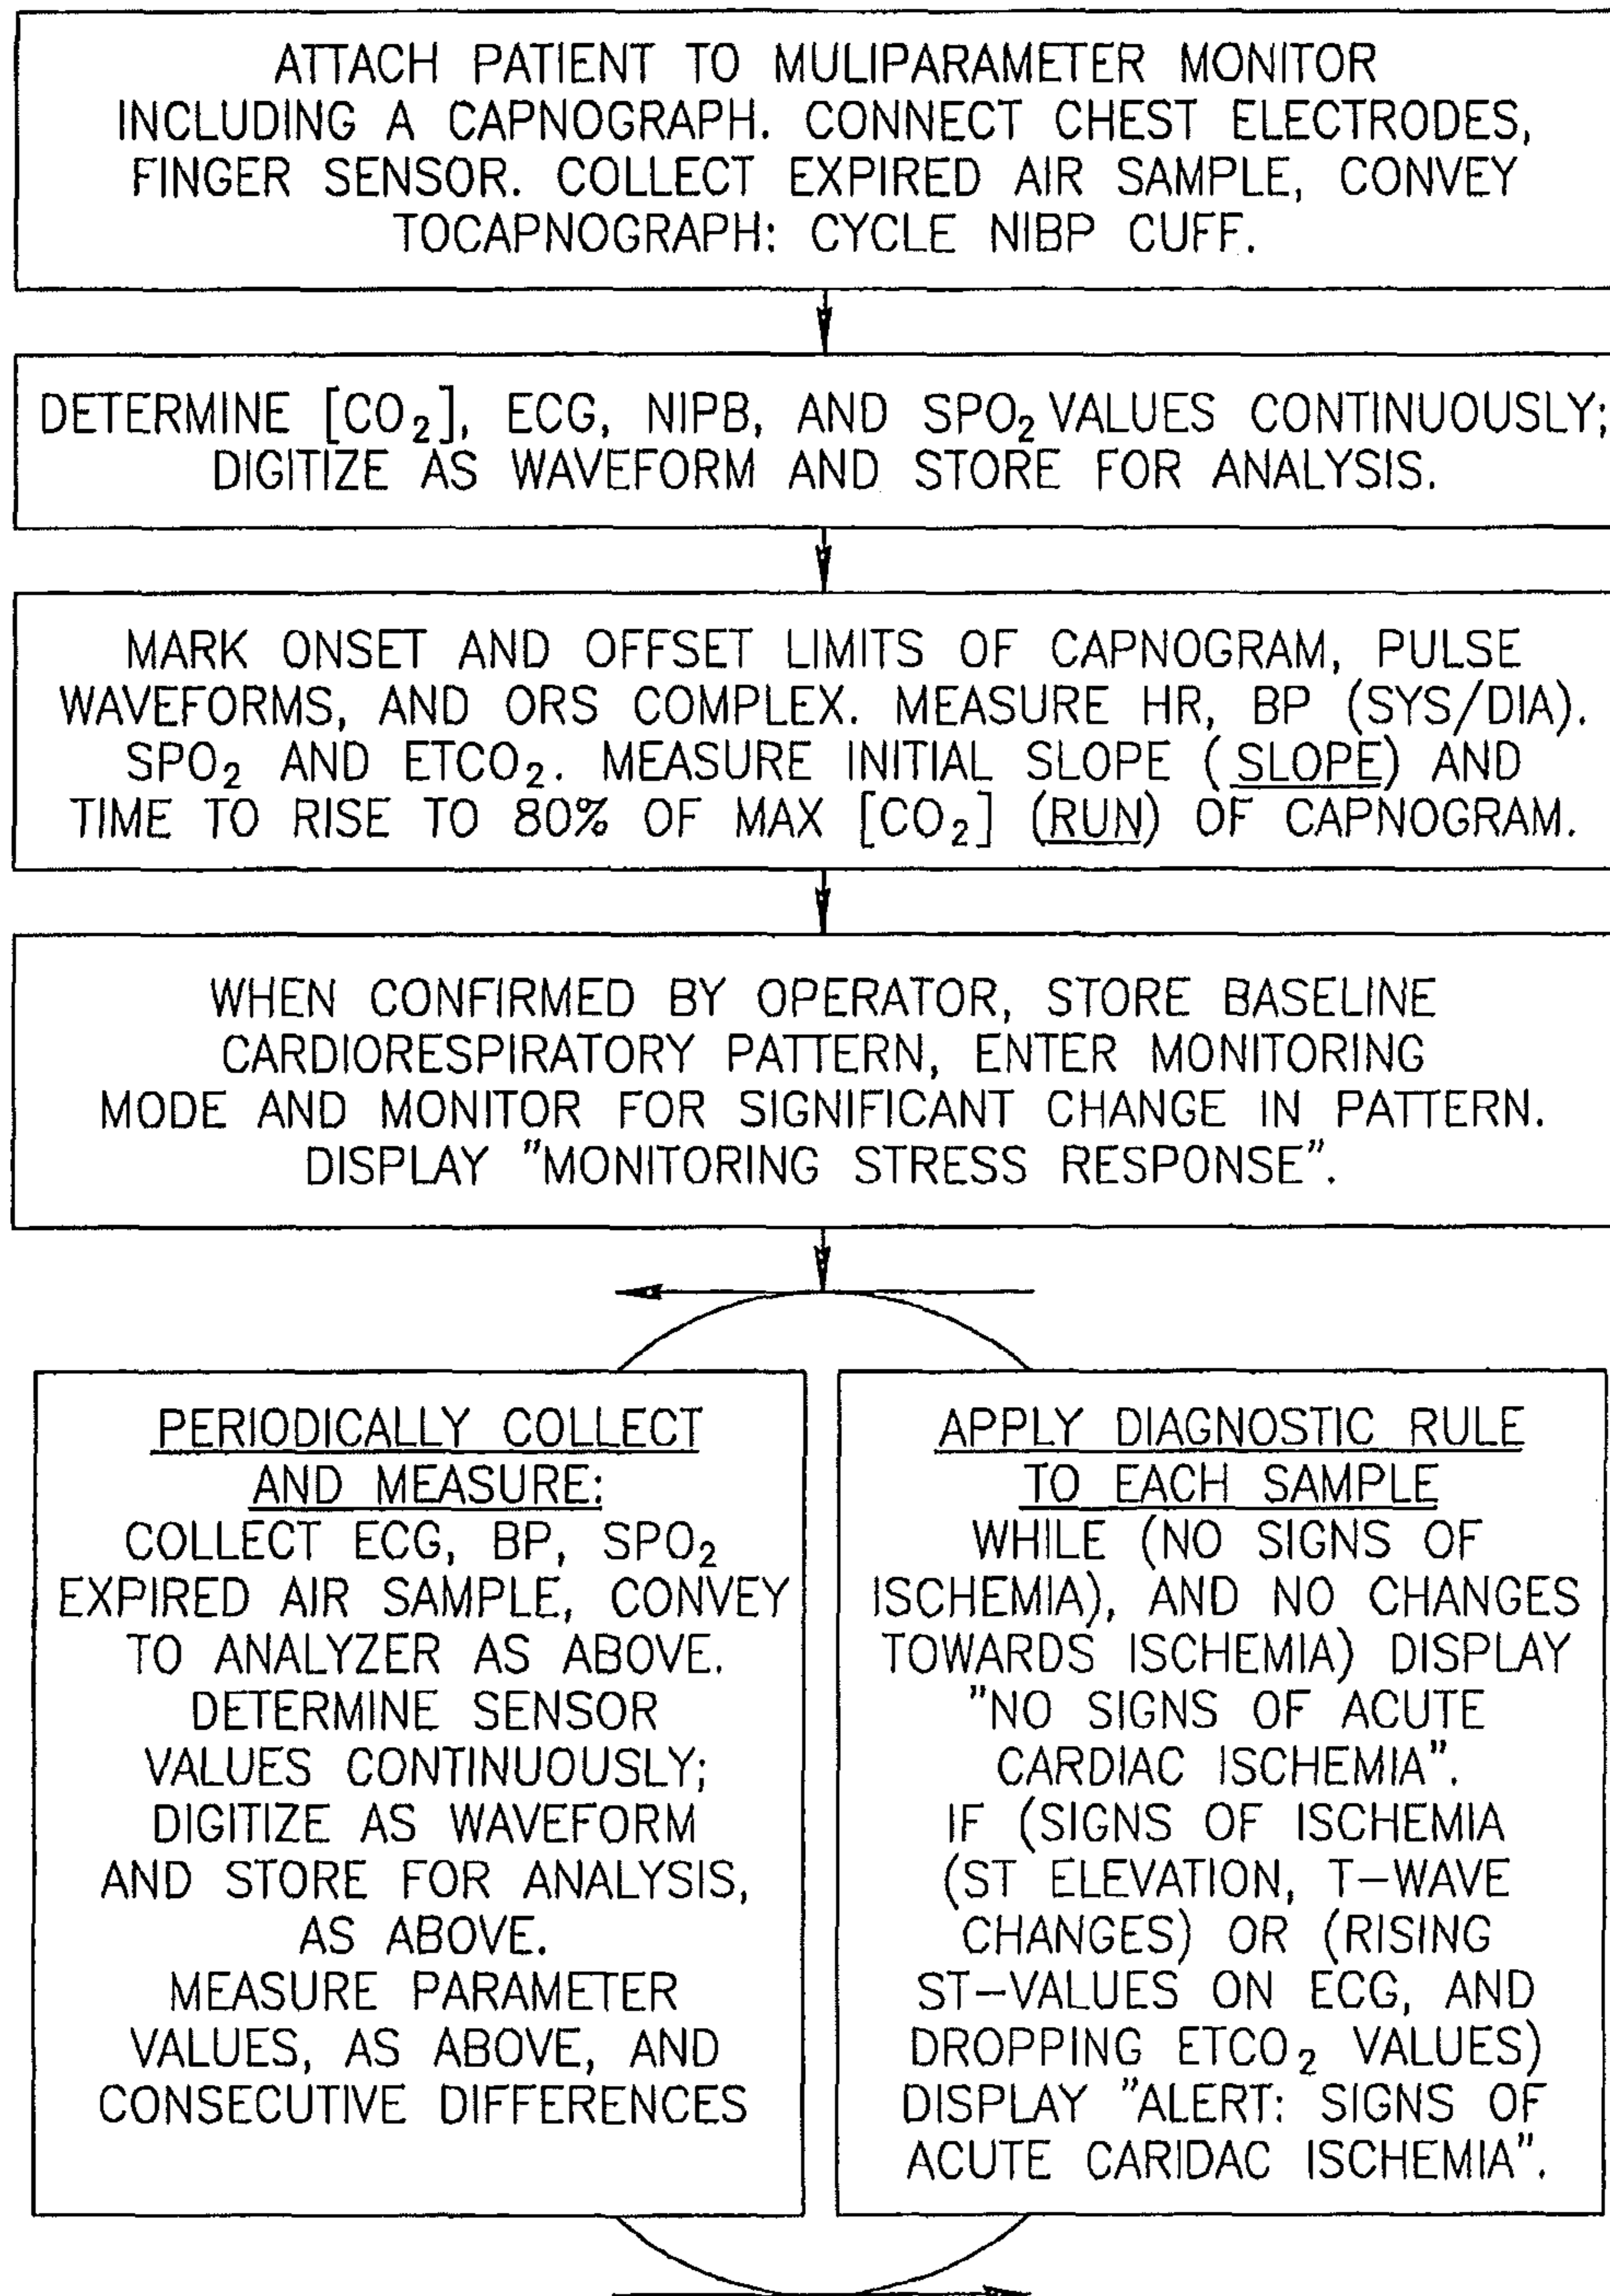 ATTACH PATIENT TO MULIPARAMETER MONITOR
INCLUDING A CAPNOGRAPH. CONNECT CHEST ELECTRODES,
FINGER SENSOR. COLLECT EXPIRED AIR SAMPLE, CONVEY
TOCAPNOGRAPH: CYCLE NIBP CUFF.
DETERMINE [CO₂], ECG, NIPB, AND SPO₂ VALUES CONTINUOUSLY;
DIGITIZE AS WAVEFORM AND STORE FOR ANALYSIS.
MARK ONSET AND OFFSET LIMITS OF CAPNOGRAM, PULSE
WAVEFORMS, AND ORS COMPLEX. MEASURE HR, BP (SYS/DIA).
SPO₂ AND ETCO₂. MEASURE INITIAL SLOPE (SLOPE) AND
TIME TO RISE TO 80% OF MAX [CO₂] (RUN) OF CAPNOGRAM.
WHEN CONFIRMED BY OPERATOR, STORE BASELINE
CARDIORESPIRATORY PATTERN, ENTER MONITORING
MODE AND MONITOR FOR SIGNIFICANT CHANGE IN PATTERN.
DISPLAY "MONITORING STRESS RESPONSE".
PERIODICALLY COLLECT
AND MEASURE:
COLLECT ECG, BP, SPO₂
EXPIRED AIR SAMPLE, CONVEY
TO ANALYZER AS ABOVE.
DETERMINE SENSOR
VALUES CONTINUOUSLY;
DIGITIZE AS WAVEFORM
AND STORE FOR ANALYSIS,
AS ABOVE.
MEASURE PARAMETER
VALUES, AS ABOVE, AND
CONSECUTIVE DIFFERENCES
APPLY DIAGNOSTIC RULE
TO EACH SAMPLE
WHILE (NO SIGNS OF
ISCHEMIA), AND NO CHANGES
TOWARDS ISCHEMIA) DISPLAY
"NO SIGNS OF ACUTE
CARDIAC ISCHEMIA".
IF (SIGNS OF ISCHEMIA
(ST ELEVATION, T-WAVE
CHANGES) OR (RISING
ST-VALUES ON ECG, AND
DROPPING ETCO₂ VALUES)
DISPLAY "ALERT: SIGNS OF
ACUTE CARIDAC ISCHEMIA".